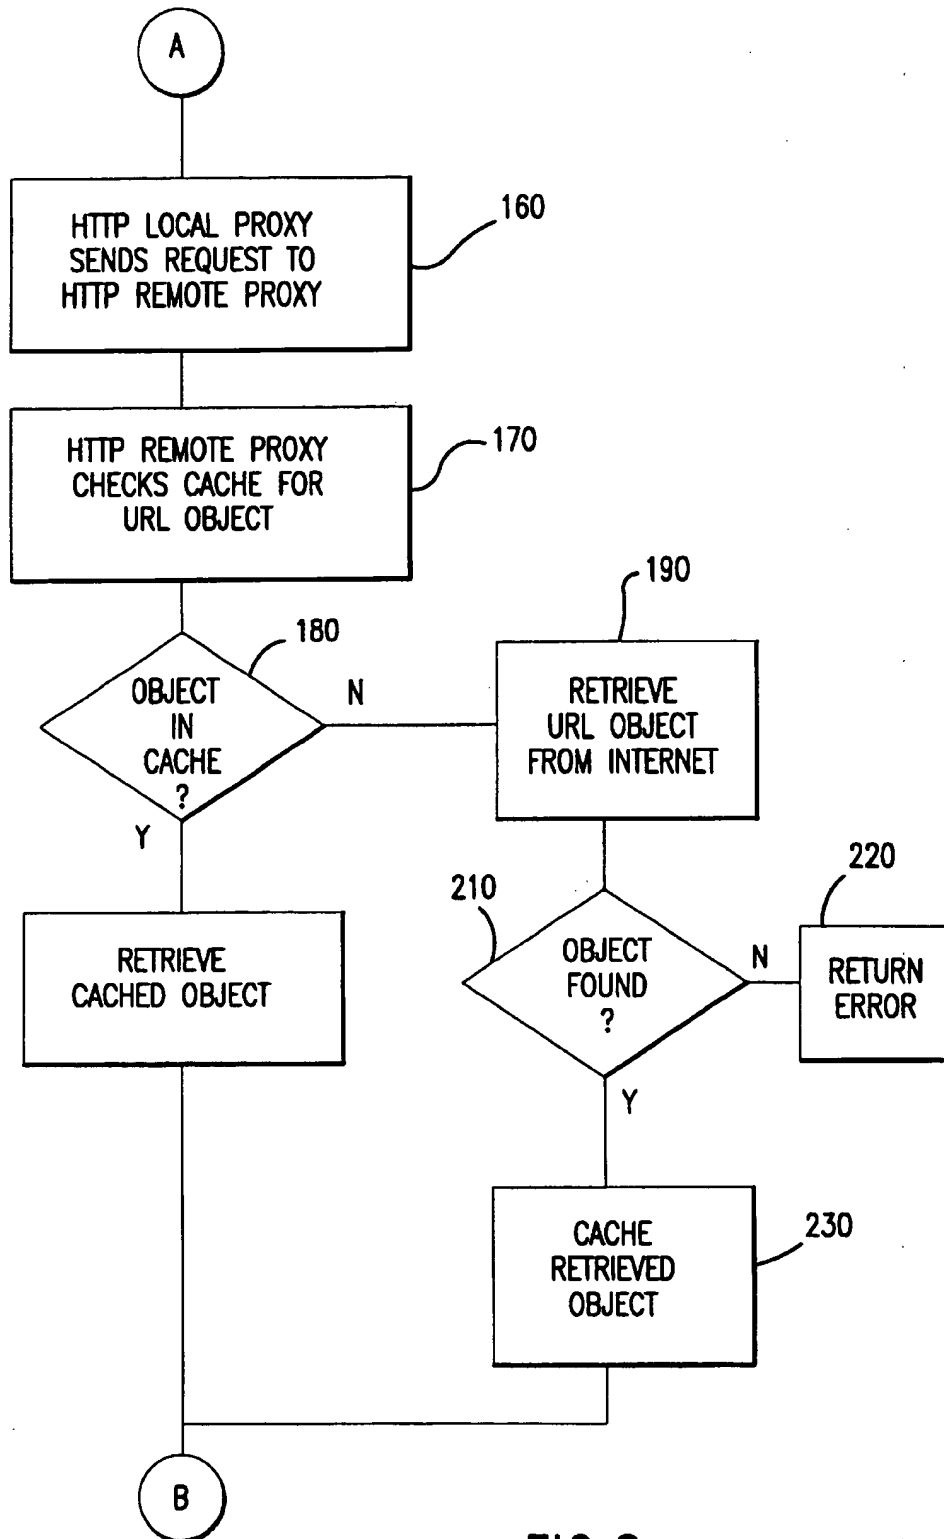 A
HTTP LOCAL PROXY
SENDS REQUEST TO
HTTP REMOTE PROXY
160
HTTP REMOTE PROXY
CHECKS CACHE FOR
URL OBJECT
170
180
OBJECT
IN
CACHE
?
N
Y
190
RETRIEVE
URL OBJECT
FROM INTERNET
RETRIEVE
CACHED OBJECT
210
OBJECT
FOUND
?
N
Y
220
RETURN
ERROR
230
CACHE
RETRIEVED
OBJECT
B